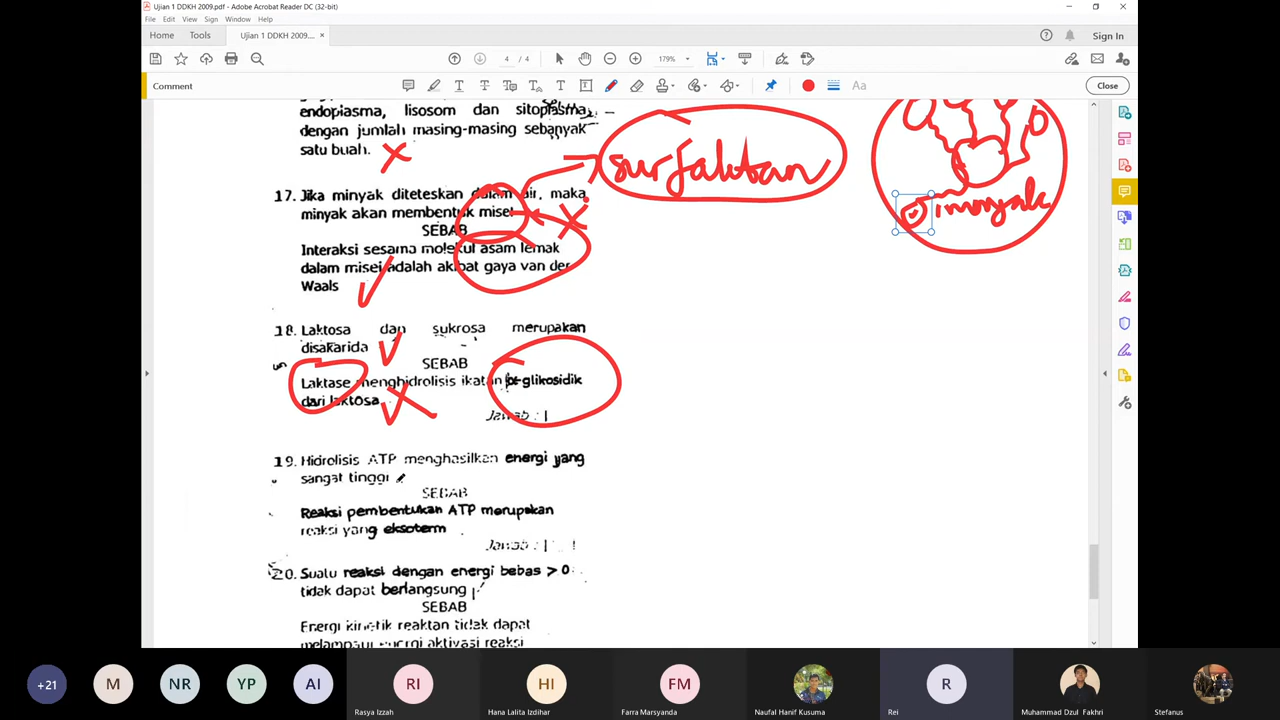 Ujian 1 DDKH 2009.pdf - Adobe Acrobat Reader DC (32-bit)
File Edit View Sign Window Help
Home Tools Ujian 1 DDKH 2009.... × Sign In
4 / 4 179%
Comment Aa Close
endoplasma, lisosom dan sitoplasma
dengan jumlah masing-masing sebanyak
satu buah.
surfaktan
minyak
17. Jika minyak diteteskan dalam air, maka
minyak akan membentuk misel
SEBAB
Interaksi sesama molekul asam lemak
dalam misel adalah akibat gaya van der
Waals
18. Laktosa dan sukrosa merupakan
disakarida
SEBAB
Laktase menghidrolisis ikatan α-glikosidik
dari laktosa.
Jawab :
19. Hidrolisis ATP menghasilkan energi yang
sangat tinggi
SEBAB
Reaksi pembentukan ATP merupakan
reaksi yang eksoterm
Jawab :
20. Suatu reaksi dengan energi bebas > 0
tidak dapat berlangsung
SEBAB
Energi kinetik reaktan tidak dapat
melampaui energi aktivasi reaksi
+21 M NR YP AI RI HI FM R
Rasya Izzah Hana Lalita Izdihar Farra Marsyanda Naufal Hanif Kusuma Rei Muhammad Dzul Fakhri Stefanus